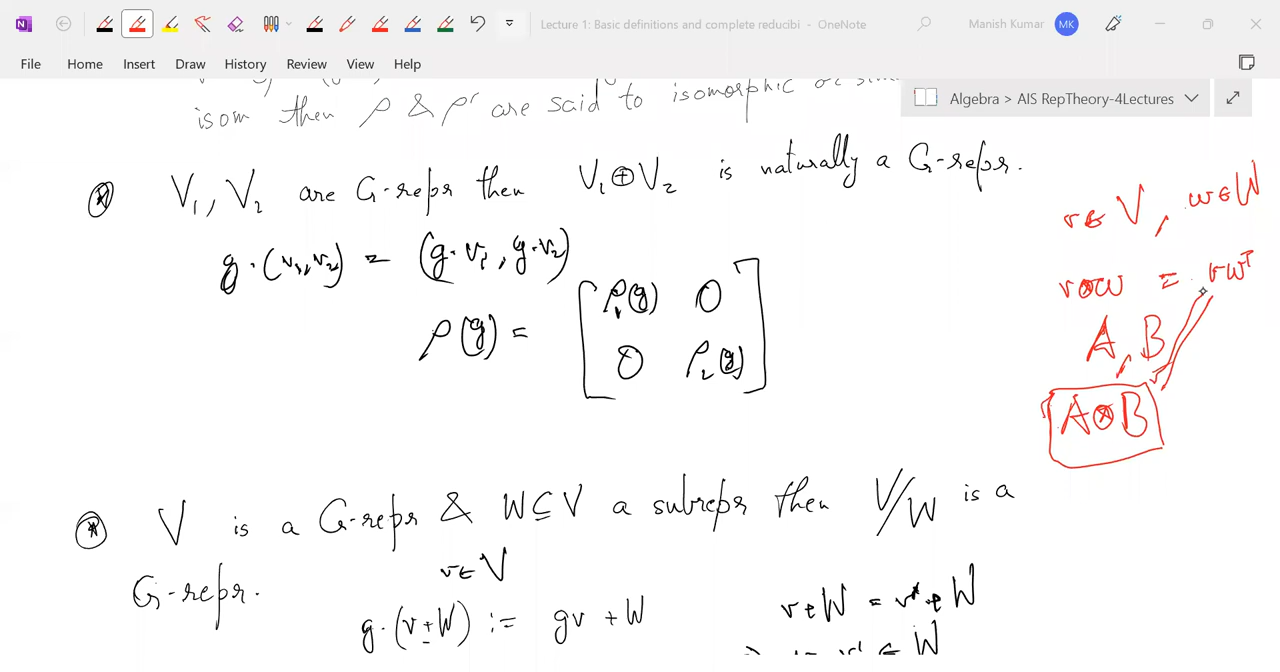 Lecture 1: Basic definitions and complete reducibi - OneNote
Manish Kumar MK
File Home Insert Draw History Review View Help
Algebra > AIS RepTheory-4Lectures
isom then ρ & ρ' are said to isomorphic or
⊛ V₁, V₂ are G-repr then V₁⊕V₂ is naturally a G-repr.
g·(v₁,v₂) = (g·v₁, g·v₂)
ρ(g) = [ρ₁(g) 0
0 ρ₂(g)]
v∈V, w∈W
v⊗w = vwᵀ
A, B
A⊗B
⊛ V is a G-repr & W⊆V a subrepr then V/W is a
G-repr.
v∈V
g·(v+W) := gv + W
W